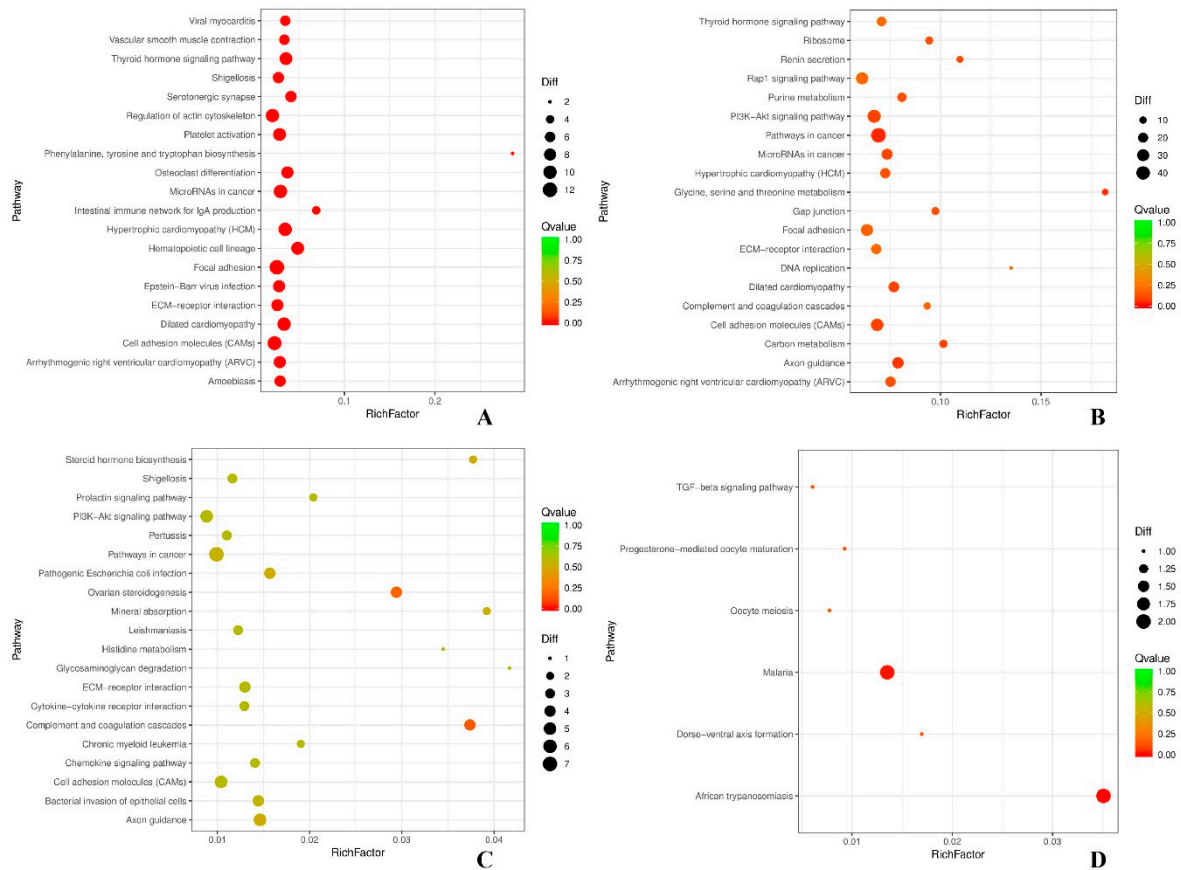 Viral myocarditis
Vascular smooth muscle contraction
Thyroid hormone signaling pathway
Shigellosis
Serotonergic synapse
Regulation of actin cytoskeleton
Platelet activation
Phenylalanine, tyrosine and tryptophan biosynthesis
Osteoclast differentiation
MicroRNAs in cancer
Intestinal immune network for IgA production
Hypertrophic cardiomyopathy (HCM)
Hematopoietic cell lineage
Focal adhesion
Epstein−Barr virus infection
ECM−receptor interaction
Dilated cardiomyopathy
Cell adhesion molecules (CAMs)
Arrhythmogenic right ventricular cardiomyopathy (ARVC)
Amoebiasis
Pathway
0.1
0.2
RichFactor
A
Diff
2
4
6
8
10
12
Qvalue
1.00
0.75
0.50
0.25
0.00
Thyroid hormone signaling pathway
Ribosome
Renin secretion
Rap1 signaling pathway
Purine metabolism
PI3K−Akt signaling pathway
Pathways in cancer
MicroRNAs in cancer
Hypertrophic cardiomyopathy (HCM)
Glycine, serine and threonine metabolism
Gap junction
Focal adhesion
ECM−receptor interaction
DNA replication
Dilated cardiomyopathy
Complement and coagulation cascades
Cell adhesion molecules (CAMs)
Carbon metabolism
Axon guidance
Arrhythmogenic right ventricular cardiomyopathy (ARVC)
Pathway
0.10
0.15
RichFactor
B
Diff
10
20
30
40
Qvalue
1.00
0.75
0.50
0.25
0.00
Steroid hormone biosynthesis
Shigellosis
Prolactin signaling pathway
PI3K−Akt signaling pathway
Pertussis
Pathways in cancer
Pathogenic Escherichia coli infection
Ovarian steroidogenesis
Mineral absorption
Leishmaniasis
Histidine metabolism
Glycosaminoglycan degradation
ECM−receptor interaction
Cytokine−cytokine receptor interaction
Complement and coagulation cascades
Chronic myeloid leukemia
Chemokine signaling pathway
Cell adhesion molecules (CAMs)
Bacterial invasion of epithelial cells
Axon guidance
Pathway
0.01
0.02
0.03
0.04
RichFactor
C
Qvalue
1.00
0.75
0.50
0.25
0.00
Diff
1
2
3
4
5
6
7
TGF−beta signaling pathway
Progesterone−mediated oocyte maturation
Oocyte meiosis
Malaria
Dorso−ventral axis formation
African trypanosomiasis
Pathway
0.01
0.02
0.03
RichFactor
D
Diff
1.00
1.25
1.50
1.75
2.00
Qvalue
1.00
0.75
0.50
0.25
0.00